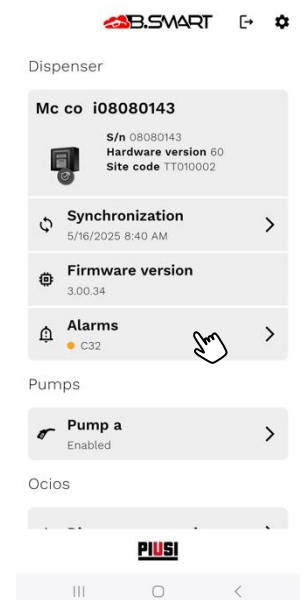 B.SMART
Dispenser
Mc co i08080143
S/n 08080143
Hardware version 60
Site code TT010002
Synchronization
5/16/2025 8:40 AM
Firmware version
3.00.34
Alarms
C32
Pumps
Pump a
Enabled
Ocios
PIUSI